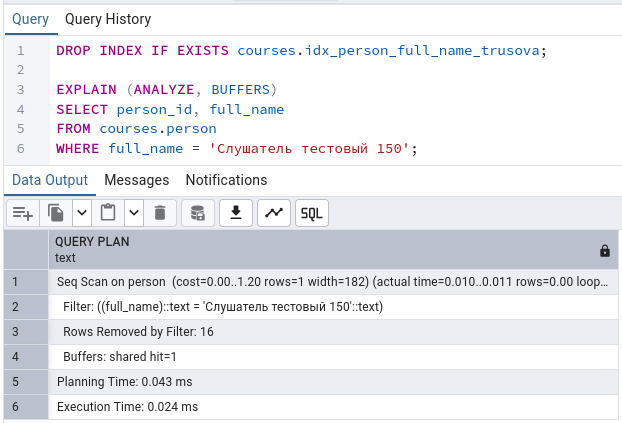 Query Query History
1 DROP INDEX IF EXISTS courses.idx_person_full_name_trusova;
2
3 EXPLAIN (ANALYZE, BUFFERS)
4 SELECT person_id, full_name
5 FROM courses.person
6 WHERE full_name = 'Слушатель тестовый 150';
Data Output Messages Notifications
SQL
QUERY PLAN
text
1 Seq Scan on person (cost=0.00..1.20 rows=1 width=182) (actual time=0.010..0.011 rows=0.00 loop...
2 Filter: ((full_name)::text = 'Слушатель тестовый 150'::text)
3 Rows Removed by Filter: 16
4 Buffers: shared hit=1
5 Planning Time: 0.043 ms
6 Execution Time: 0.024 ms